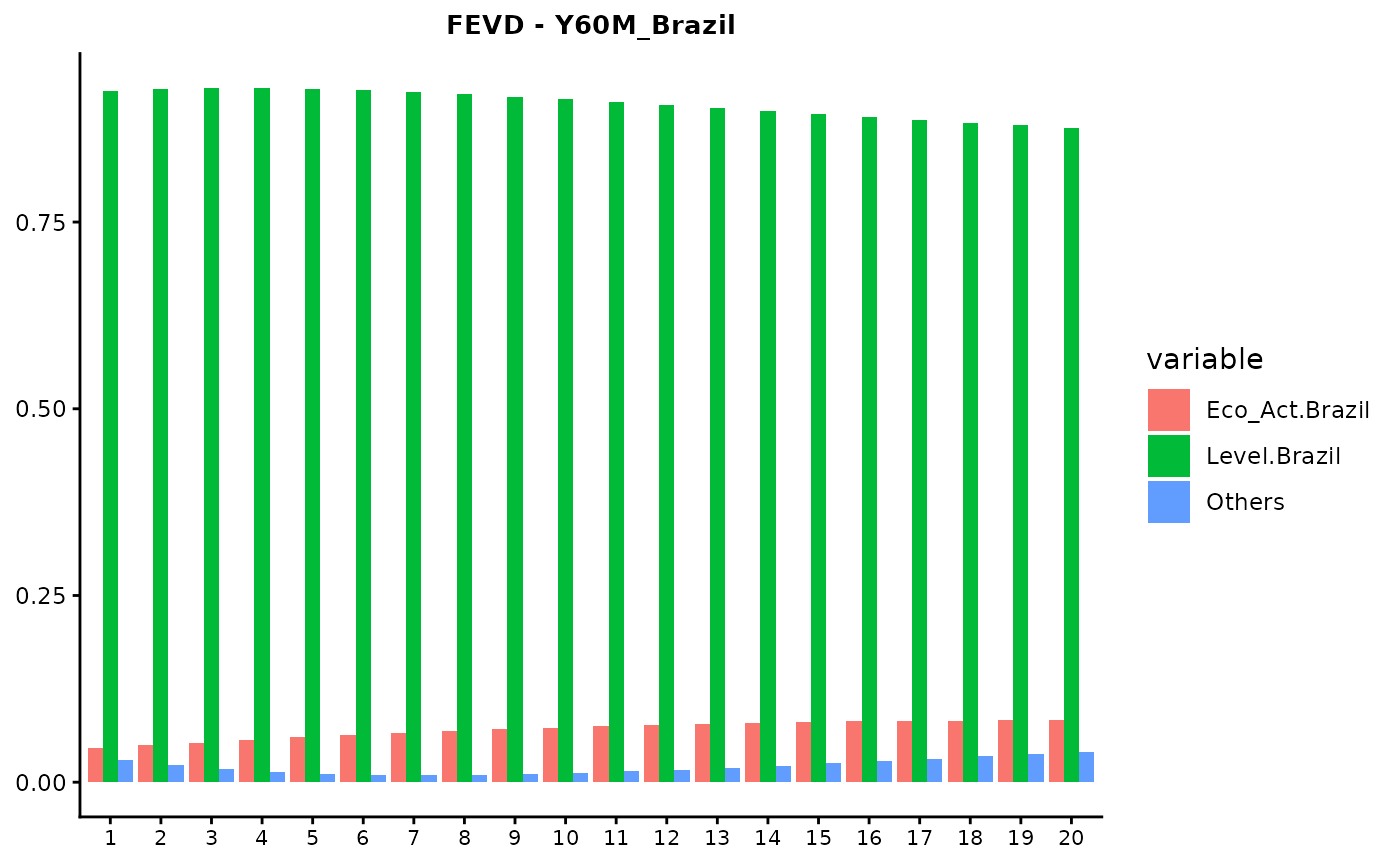 FEVD - Y60M_Brazil
0.75
0.50
0.25
0.00
1 2 3 4 5 6 7 8 9 10 11 12 13 14 15 16 17 18 19 20
variable
Eco_Act.Brazil
Level.Brazil
Others